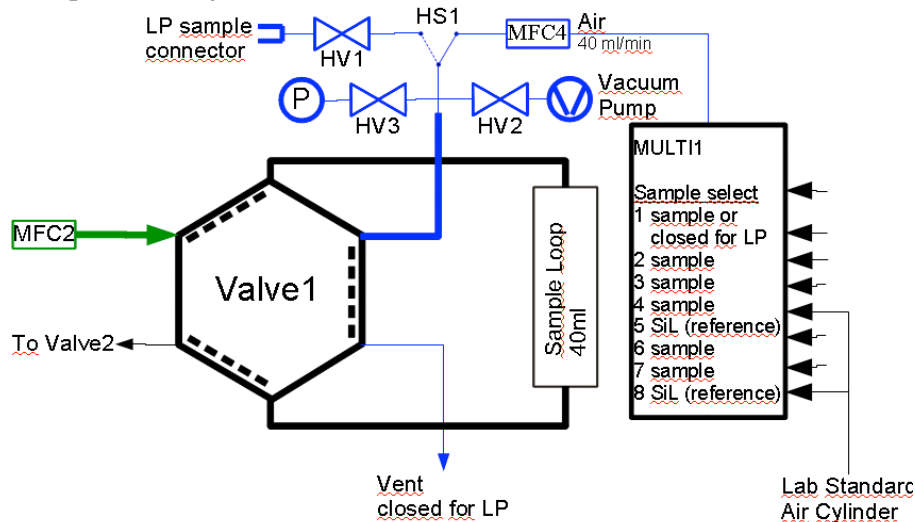 LP sample
connector
HV1
HS1
MFC4
Air
40 ml/min
P
HV3
HV2
Vacuum
Pump
MULTI1
Sample select
1 sample or
closed for LP
2 sample
3 sample
4 sample
5 SiL (reference)
6 sample
7 sample
8 SiL (reference)
MFC2
Valve1
Sample Loop
40ml
To Valve2
Vent
closed for LP
Lab Standard
Air Cylinder